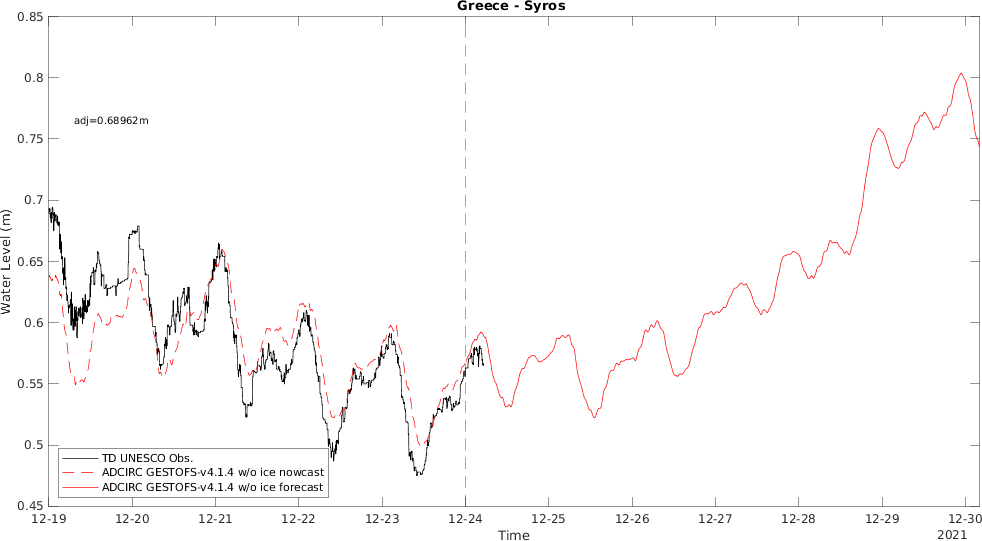 Greece - Syros
0.85
0.8
0.75
0.7
0.65
0.6
0.55
0.5
0.45
Water Level (m)
adj=0.68962m
TD UNESCO Obs.
ADCIRC GESTOFS-v4.1.4 w/o ice nowcast
ADCIRC GESTOFS-v4.1.4 w/o ice forecast
12-19 12-20 12-21 12-22 12-23 12-24 12-25 12-26 12-27 12-28 12-29 12-30
Time
2021